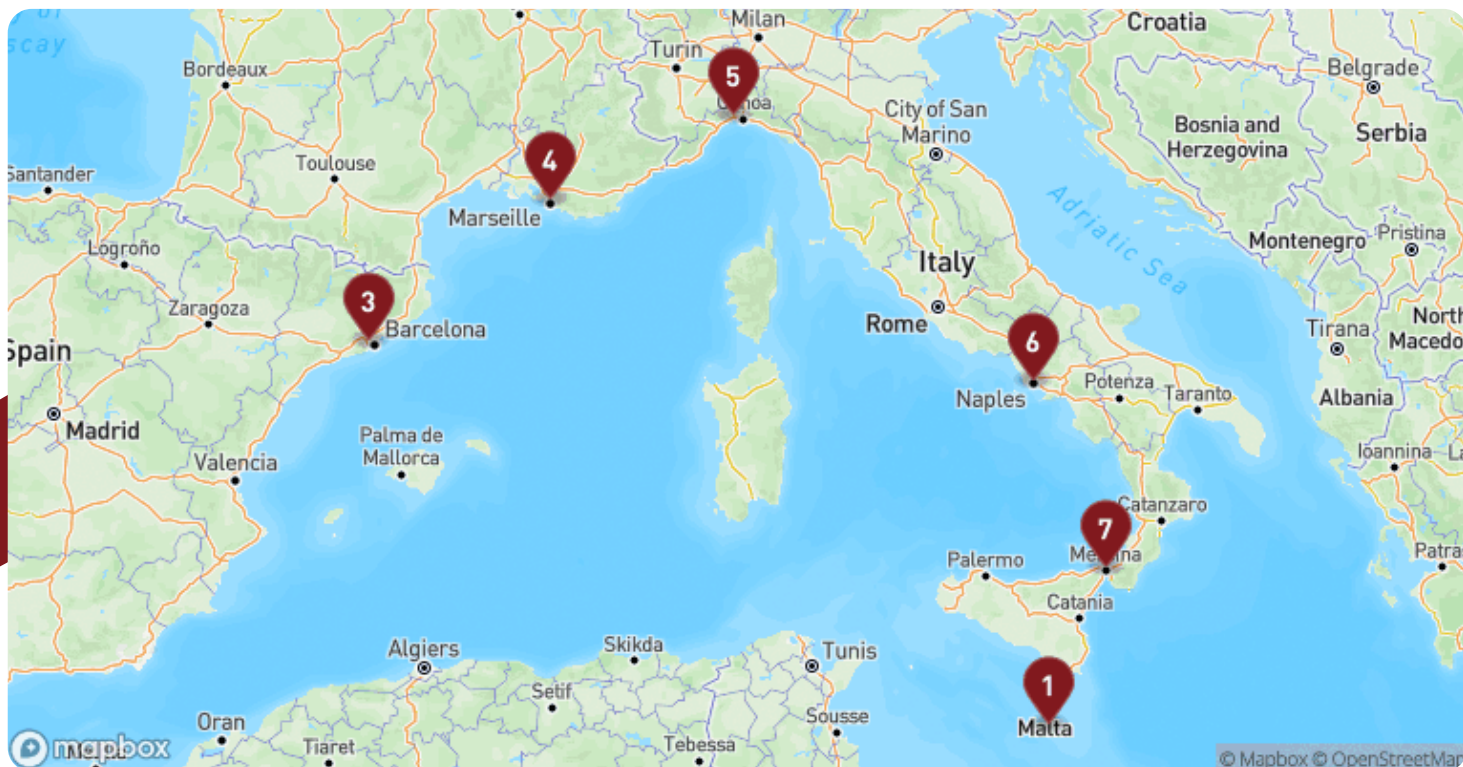 Milan
Croatia
scay
Turin
Bordeaux
Belgrade
5
City of San
Marino
Bosnia and
Herzegovina
Serbia
4
Toulouse
Santander
Marseille
Adriatic Sea
Logroño
Montenegro
Pristina
Italy
3
Zaragoza
Barcelona
Rome
North
Macedo
Tirana
Spain
6
Potenza
Taranto
Naples
Albania
Madrid
Palma de
Mallorca
Valencia
Ioannina
La
Catanzaro
7
Palermo
Messina
Patra
Catania
Algiers
Skikda
Tunis
1
Setif
Sousse
Oran
Malta
mapbox
Tiaret
Tebessa
© Mapbox © OpenStreetMap